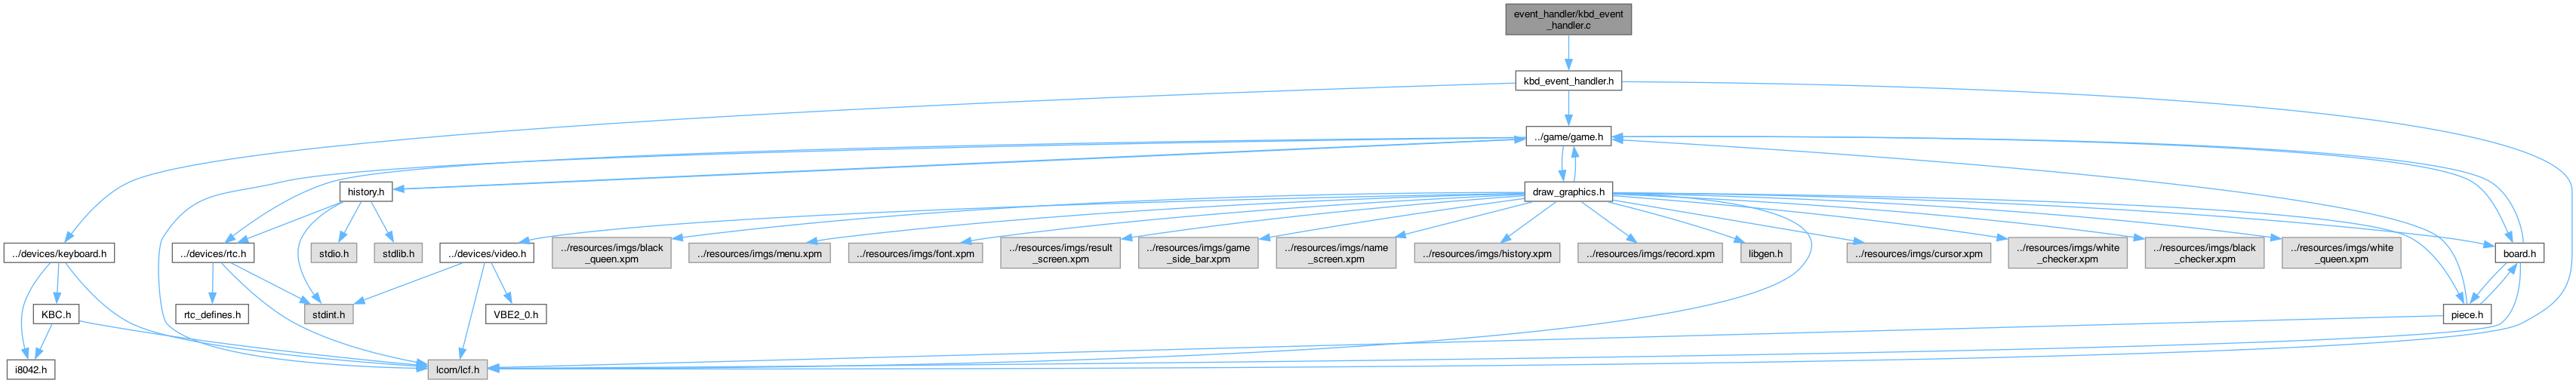 event_handler/kbd_event
_handler.c
kbd_event_handler.h
../game/game.h
history.h
draw_graphics.h
../devices/keyboard.h
../devices/rtc.h
stdio.h
stdlib.h
../devices/video.h
../resources/imgs/black
_queen.xpm
../resources/imgs/menu.xpm
../resources/imgs/font.xpm
../resources/imgs/result
_screen.xpm
../resources/imgs/game
_side_bar.xpm
../resources/imgs/name
_screen.xpm
../resources/imgs/history.xpm
../resources/imgs/record.xpm
libgen.h
../resources/imgs/cursor.xpm
../resources/imgs/white
_checker.xpm
../resources/imgs/black
_checker.xpm
../resources/imgs/white
_queen.xpm
board.h
KBC.h
rtc_defines.h
stdint.h
VBE2_0.h
piece.h
i8042.h
lcom/lcf.h